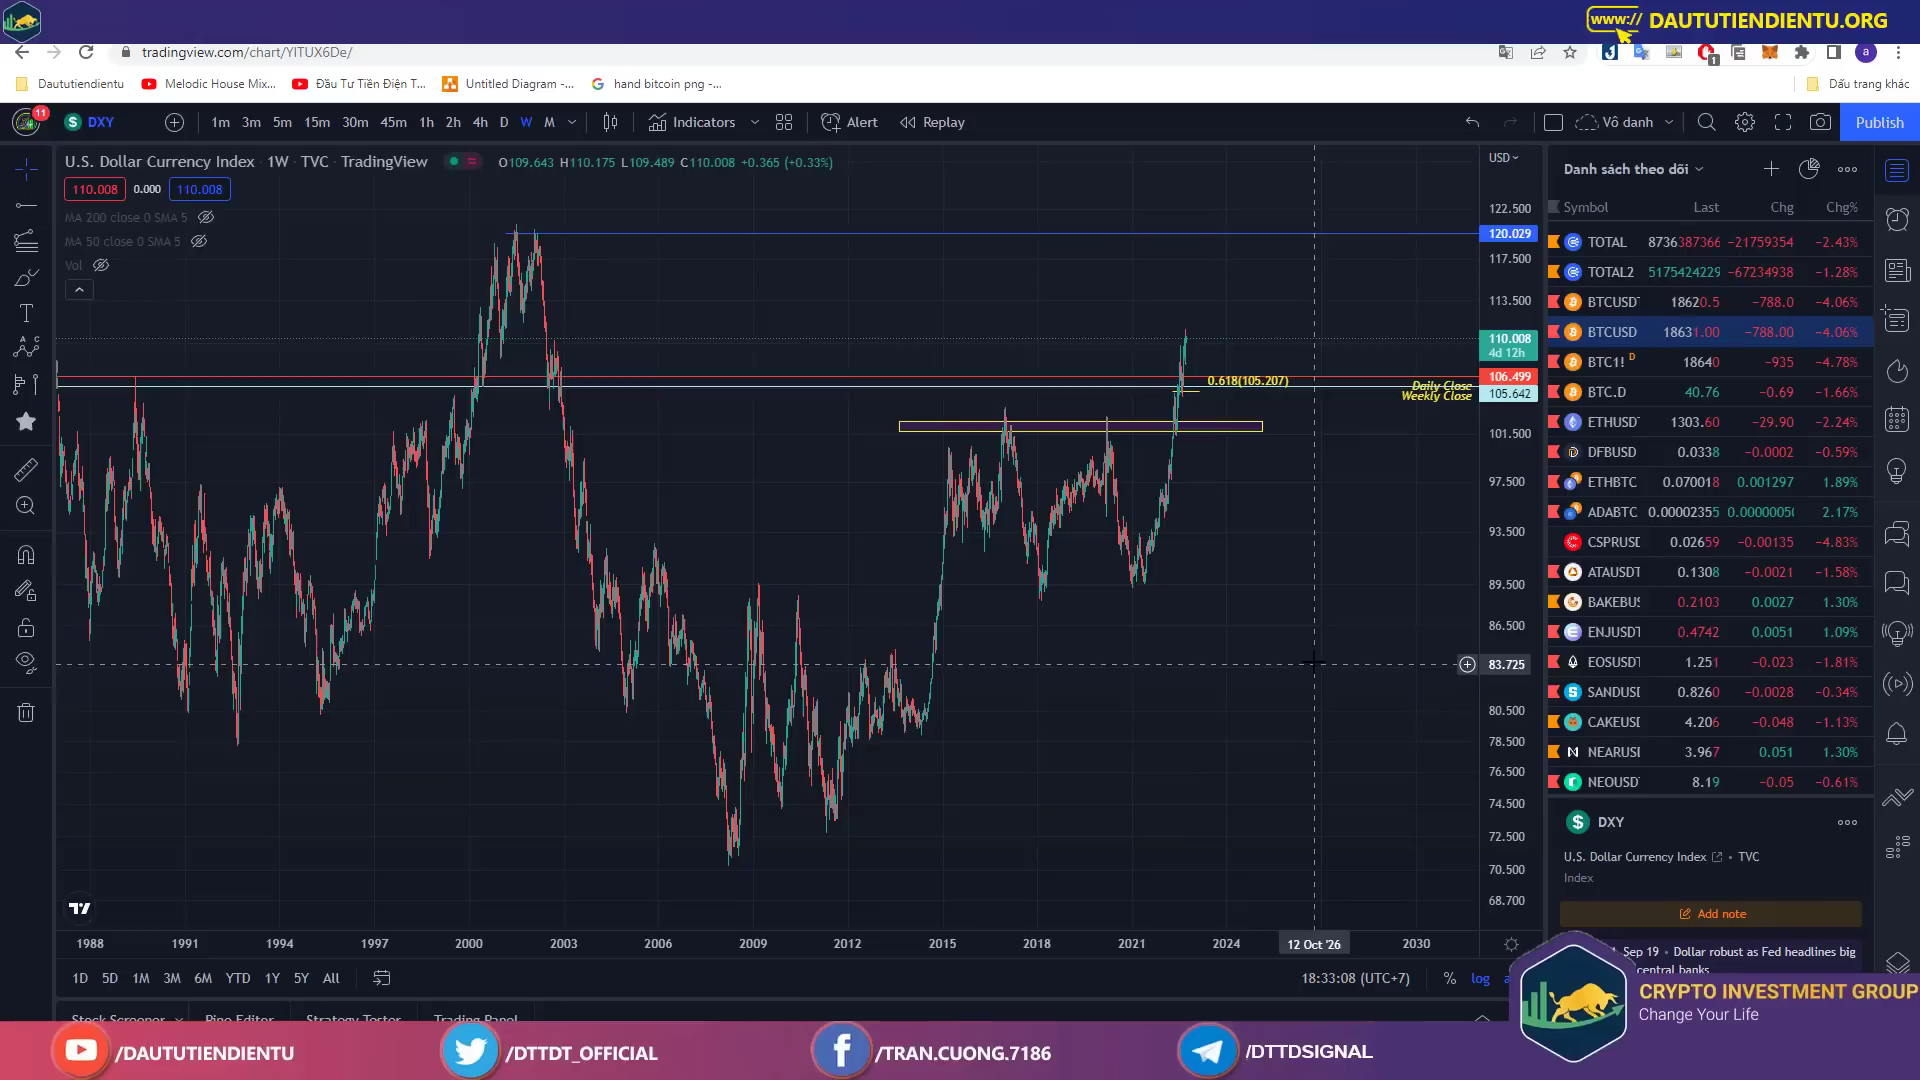 www.// DAUTUTIENDIENTU.ORG
tradingview.com/chart/YITUX6De/
Dautututiendientu
Melodic House Mix...
Đầu Tư Tiền Điện T...
Untitled Diagram -...
hand bitcoin png -...
Dấu trang khác
11
DXY
1m 3m 5m 15m 30m 45m 1h 2h 4h D W M
Indicators
Alert
Replay
Vô danh
Publish
U.S. Dollar Currency Index · 1W · TVC · TradingView
O109.643 H110.175 L109.489 C110.008 +0.365 (+0.33%)
USD
110.008 0.000 110.008
MA 200 close 0 SMA 5
MA 50 close 0 SMA 5
Vol
122.500
120.029
117.500
113.500
110.008
4d 12h
106.499
105.642
0.618(105.207)
Daily Close
Weekly Close
101.500
97.500
93.500
89.500
86.500
83.725
80.500
78.500
76.500
74.500
72.500
70.500
68.700
1988 1991 1994 1997 2000 2003 2006 2009 2012 2015 2018 2021 2024 12 Oct '26 2030
1D 5D 1M 3M 6M YTD 1Y 5Y All
18:33:08 (UTC+7)
% log
Stock Screener
Pine Editor
Strategy Tester
Trading Panel
Danh sách theo dõi
Symbol Last Chg Chg%
TOTAL 8736387366 −21759354 −2.43%
TOTAL2 5175424229 −67234938 −1.28%
BTCUSDT 18620.5 −788.0 −4.06%
BTCUSD 18631.00 −788.00 −4.06%
BTC1! D 18640 −935 −4.78%
BTC.D 40.76 −0.69 −1.66%
ETHUSDT 1303.60 −29.90 −2.24%
DFBUSD 0.0338 −0.0002 −0.59%
ETHBTC 0.070018 0.001297 1.89%
ADABTC 0.00002355 0.0000005 2.17%
CSPRUSD 0.02659 −0.00135 −4.83%
ATAUSDT 0.1308 −0.0021 −1.58%
BAKEBUS 0.2103 0.0027 1.30%
ENJUSDT 0.4742 0.0051 1.09%
EOSUSDT 1.251 −0.023 −1.81%
SANDUSD 0.8260 −0.0028 −0.34%
CAKEUSD 4.206 −0.048 −1.13%
NEARUSD 3.967 0.051 1.30%
NEOUSDT 8.19 −0.05 −0.61%
DXY
U.S. Dollar Currency Index • TVC
Index
Add note
Sep 19 • Dollar robust as Fed headlines big
central banks
CRYPTO INVESTMENT GROUP
Change Your Life
/DAUTUTIENDIENTU
/DTTDT_OFFICIAL
/TRAN.CUONG.7186
/DTTDSIGNAL